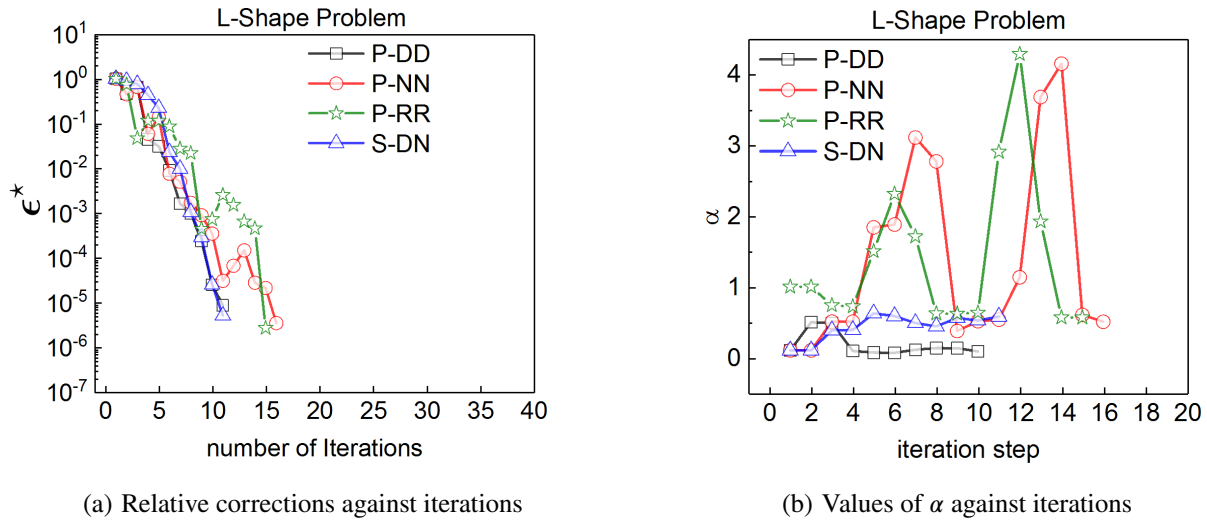 L-Shape Problem
10^1
10^0
10^-1
10^-2
10^-3
10^-4
10^-5
10^-6
10^-7
ϵ*
P-DD
P-NN
P-RR
S-DN
0 5 10 15 20 25 30 35 40
number of Iterations
(a) Relative corrections against iterations
L-Shape Problem
4
3
2
1
0
α
P-DD
P-NN
P-RR
S-DN
0 2 4 6 8 10 12 14 16 18 20
iteration step
(b) Values of α against iterations